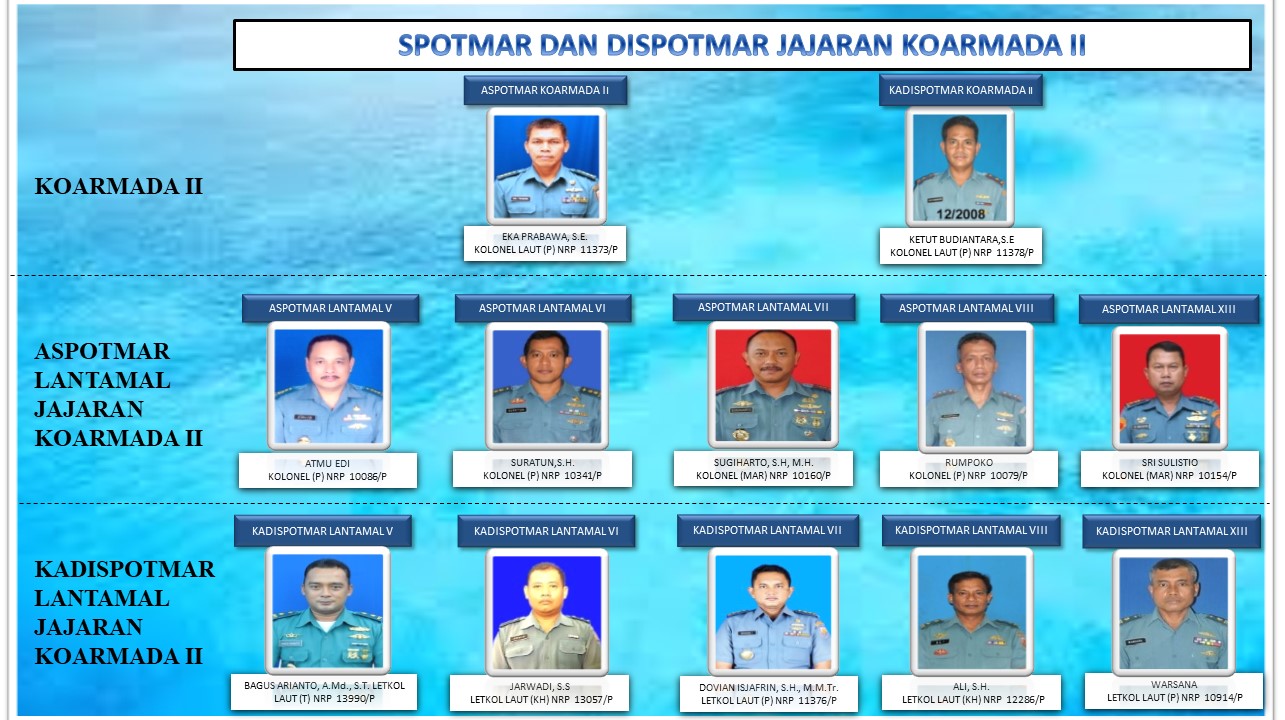 SPOTMAR DAN DISPOTMAR JAJARAN KOARMADA II
ASPOTMAR KOARMADA II
KADISPOTMAR KOARMADA II
KOARMADA II
12/2008
EKA PRABAWA, S.E.
KOLONEL LAUT (P) NRP 11373/P
KETUT BUDIANTARA,S.E
KOLONEL LAUT (P) NRP 11378/P
ASPOTMAR
LANTAMAL
JAJARAN
KOARMADA II
ASPOTMAR LANTAMAL V
ASPOTMAR LANTAMAL VI
ASPOTMAR LANTAMAL VII
ASPOTMAR LANTAMAL VIII
ASPOTMAR LANTAMAL XIII
ATMU EDI
KOLONEL (P) NRP 10086/P
SURATUN,S.H.
KOLONEL (P) NRP 10341/P
SUGIHARTO, S.H, M.H.
KOLONEL (MAR) NRP 10160/P
RUMPOKO
KOLONEL (P) NRP 10079/P
SRI SULISTIO
KOLONEL (MAR) NRP 10154/P
KADISPOTMAR
LANTAMAL
JAJARAN
KOARMADA II
KADISPOTMAR LANTAMAL V
KADISPOTMAR LANTAMAL VI
KADISPOTMAR LANTAMAL VII
KADISPOTMAR LANTAMAL VIII
KADISPOTMAR LANTAMAL XIII
BAGUS ARIANTO, A.Md., S.T. LETKOL
LAUT (T) NRP 13990/P
JARWADI, S.S
LETKOL LAUT (KH) NRP 13057/P
DOVIAN ISJAFRIN, S.H., M.M.Tr.
LETKOL LAUT (P) NRP 11376/P
ALI, S.H.
LETKOL LAUT (KH) NRP 12286/P
WARSANA
LETKOL LAUT (P) NRP 10914/P